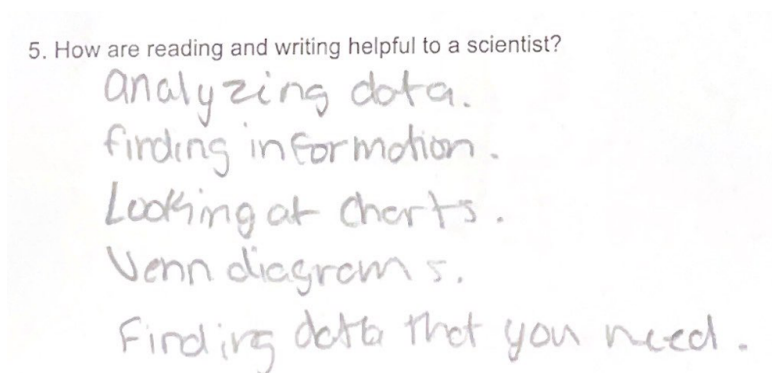 5. How are reading and writing helpful to a scientist?
analyzing data.
finding information.
Looking at charts.
Venn diagrams.
Finding data that you need.